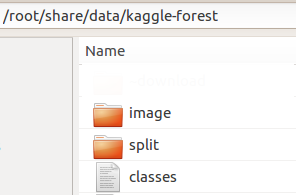 /root/share/data/kaggle-forest
Name
image
split
classes